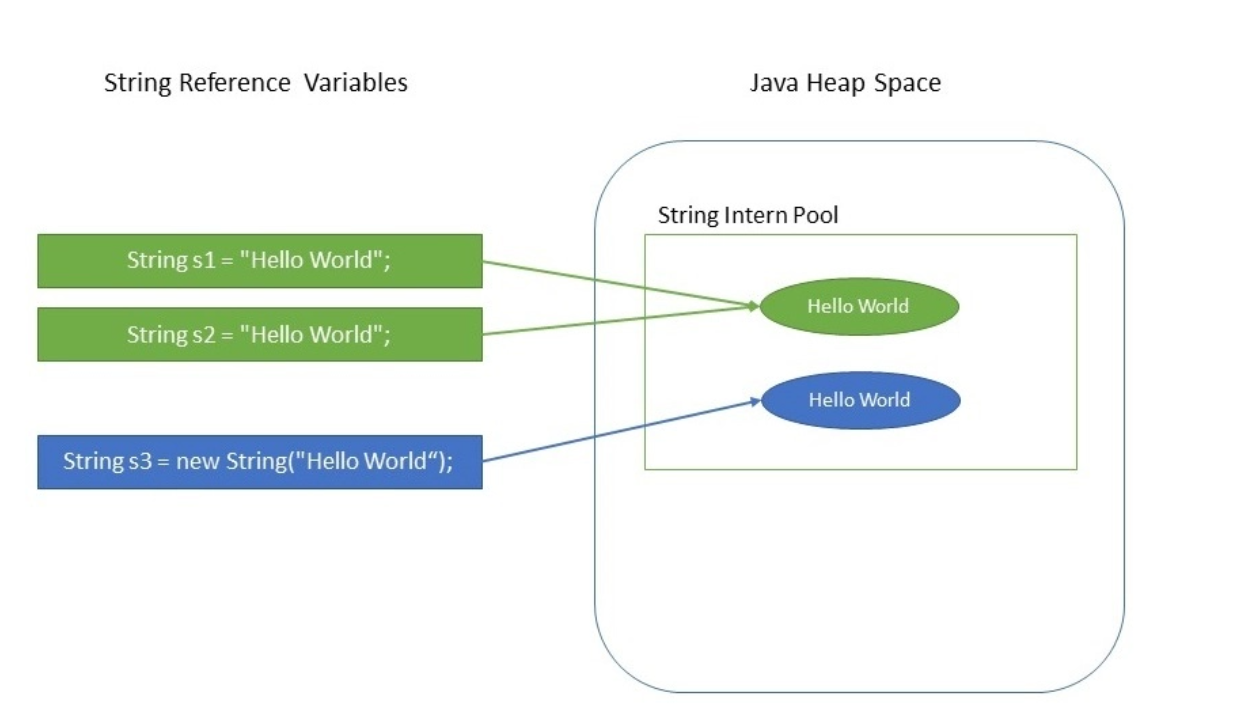 String Reference Variables
Java Heap Space
String Intern Pool
String s1 = "Hello World";
String s2 = "Hello World";
String s3 = new String("Hello World“);
Hello World
Hello World